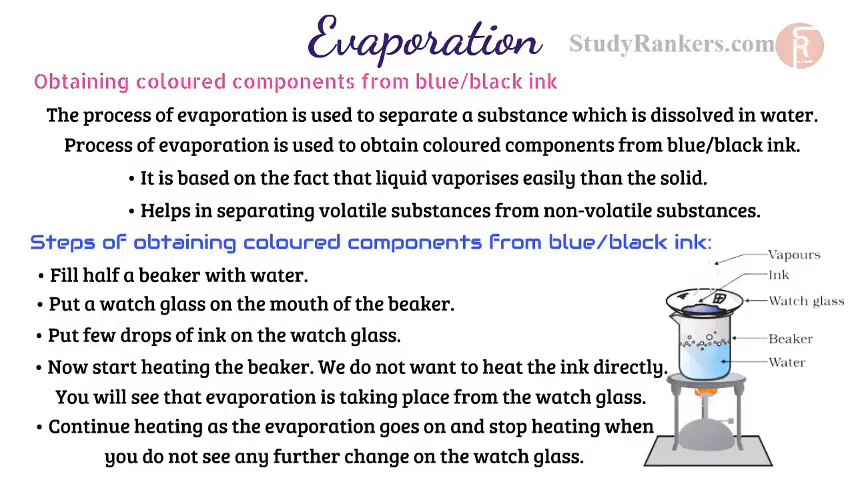 Evaporation
StudyRankers.com
SR
Obtaining coloured components from blue/black ink
The process of evaporation is used to separate a substance which is dissolved in water.
Process of evaporation is used to obtain coloured components from blue/black ink.
• It is based on the fact that liquid vaporises easily than the solid.
• Helps in separating volatile substances from non-volatile substances.
Steps of obtaining coloured components from blue/black ink:
• Fill half a beaker with water.
• Put a watch glass on the mouth of the beaker.
• Put few drops of ink on the watch glass.
• Now start heating the beaker. We do not want to heat the ink directly.
You will see that evaporation is taking place from the watch glass.
• Continue heating as the evaporation goes on and stop heating when
you do not see any further change on the watch glass.
Vapours
Ink
Watch glass
Beaker
Water